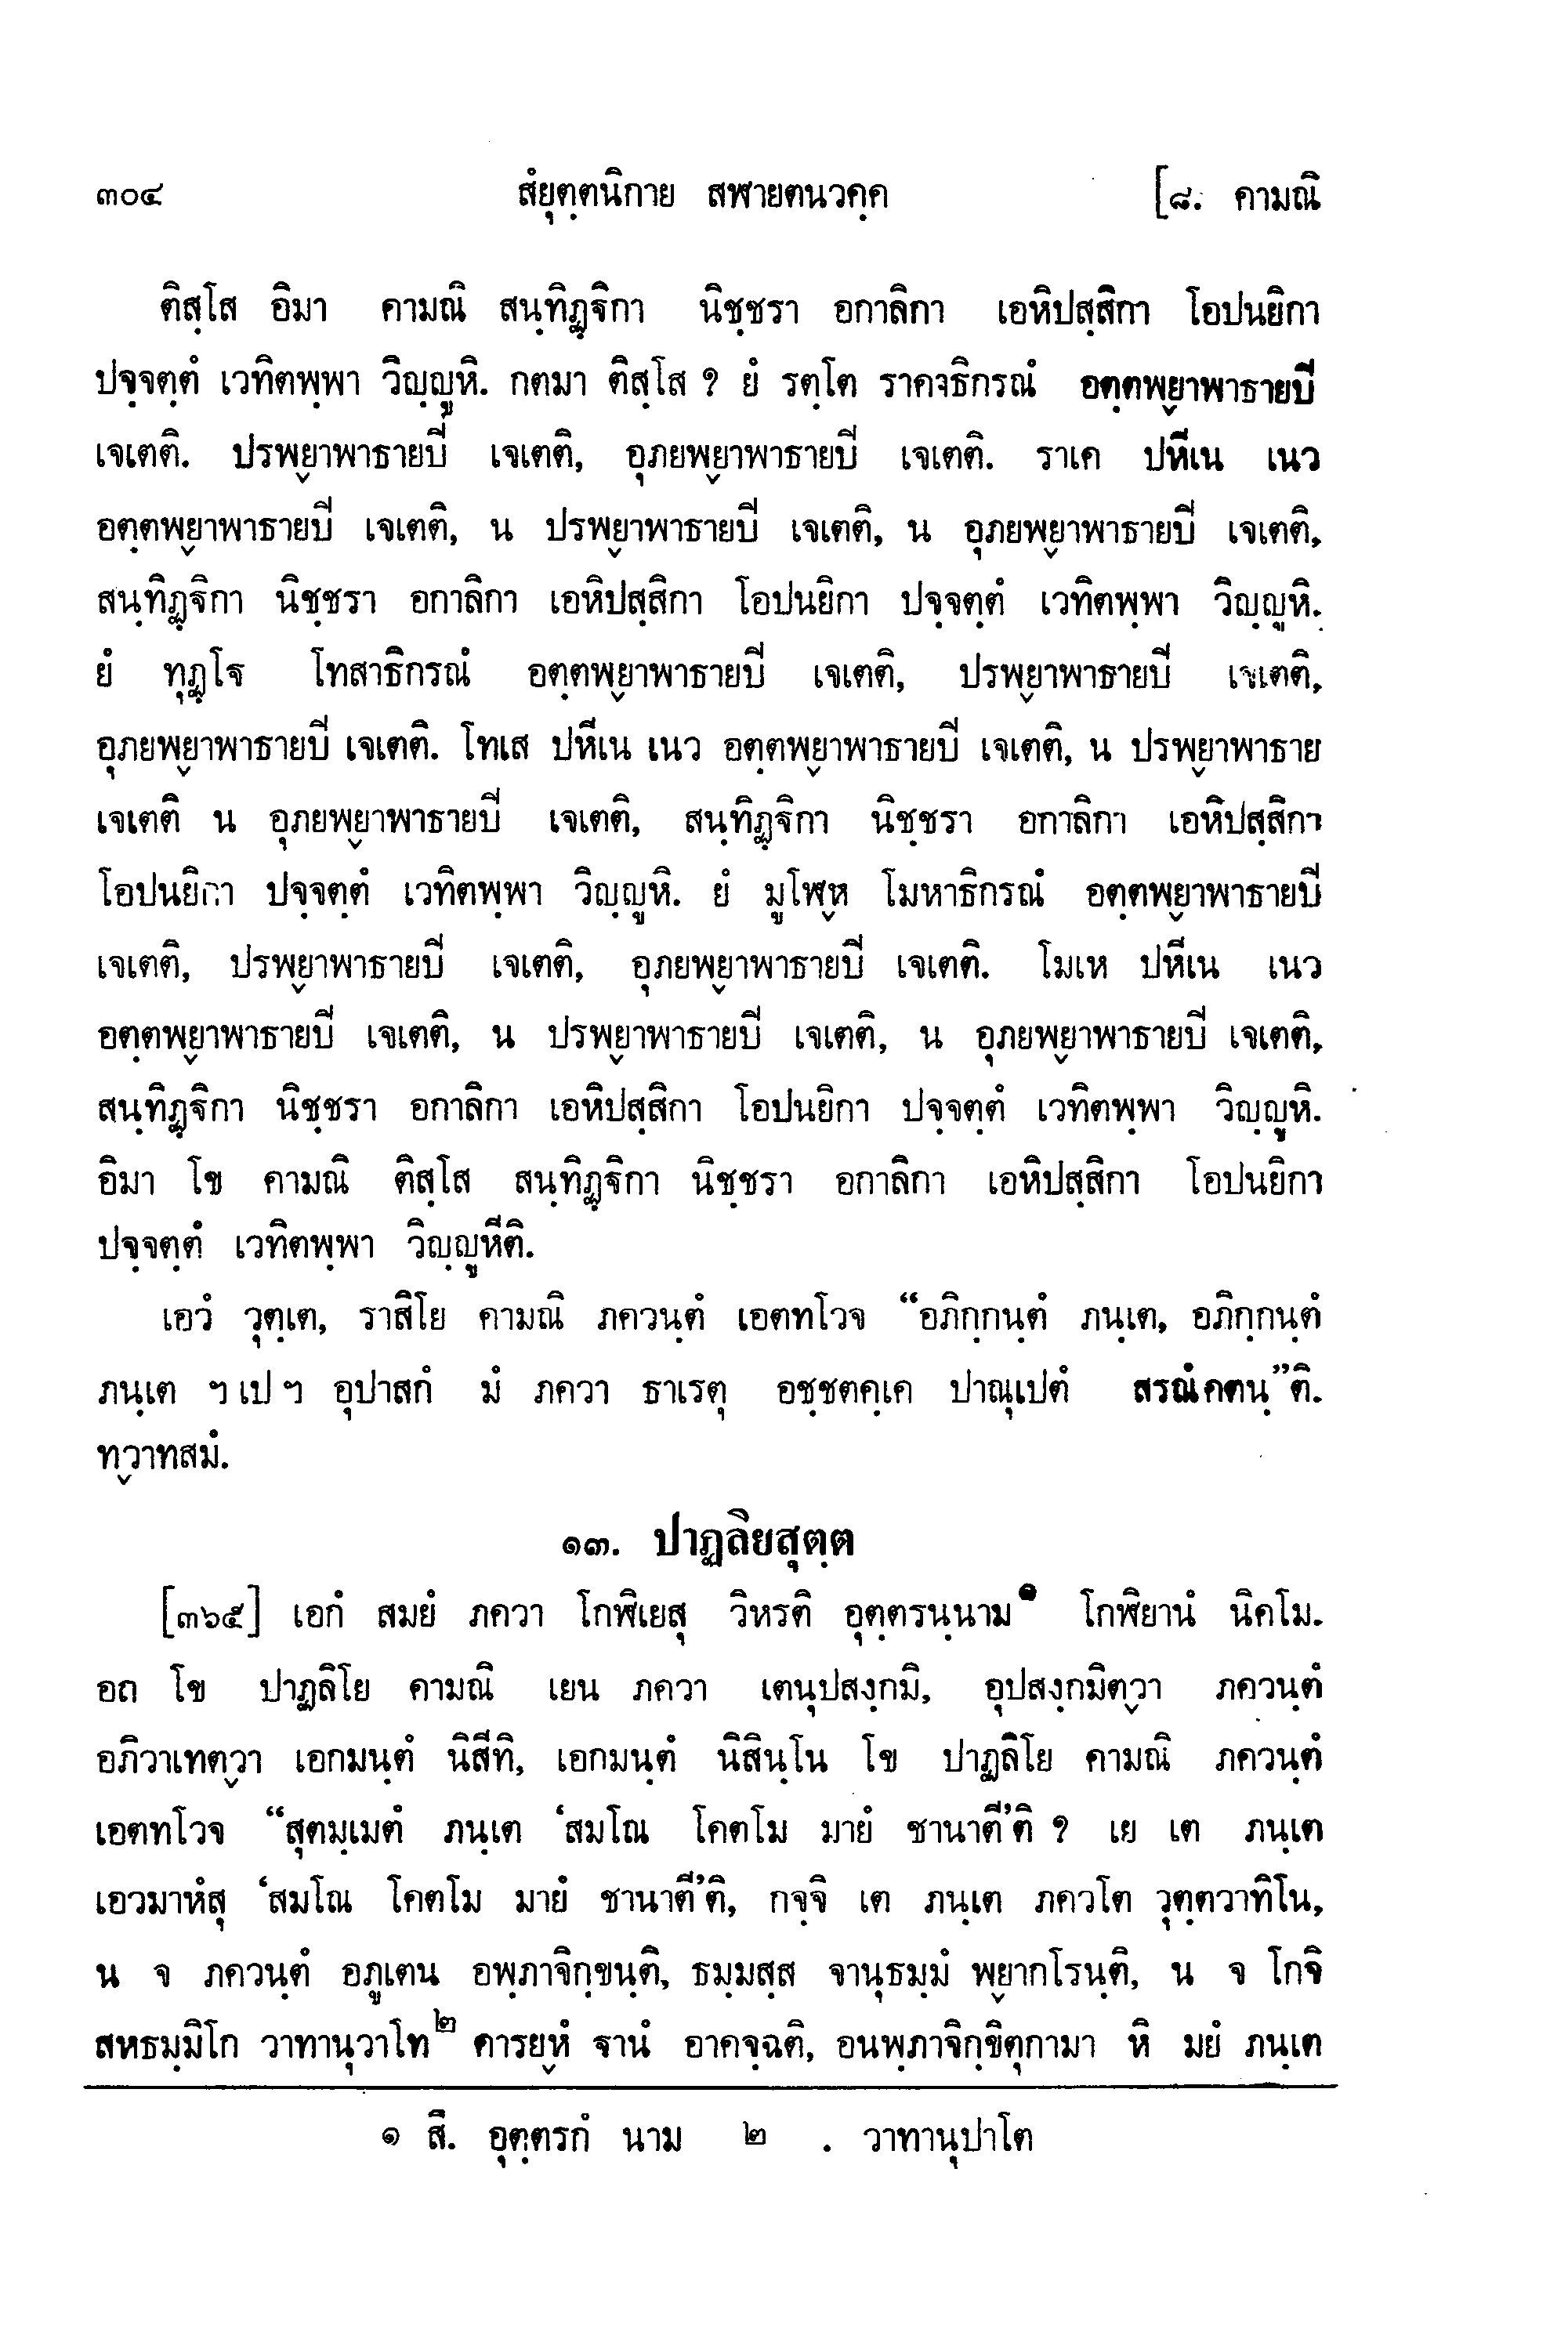 ๓๐๔ สํยุตฺตนิกาย สฬายตนวคฺค [๘. คามณิ
ติสฺโส อิมา คามณิ สนฺทิฏฺฐิกา นิชฺชรา อกาลิกา เอหิปสฺสิกา โอปนยิกา
ปจฺจตฺตํ เวทิตพฺพา วิญฺญูหิ. กตมา ติสฺโส ? ยํ รตฺโต ราคาธิกรณํ อตฺตพฺยาพาธายปี
เจเตติ. ปรพฺยาพาธายปี เจเตติ, อุภยพฺยาพาธายปี เจเตติ. ราเค ปหีเน เนว
อตฺตพฺยาพาธายปี เจเตติ, น ปรพฺยาพาธายปี เจเตติ, น อุภยพฺยาพาธายปี เจเตติ,
สนฺทิฏฺฐิกา นิชฺชรา อกาลิกา เอหิปสฺสิกา โอปนยิกา ปจฺจตฺตํ เวทิตพฺพา วิญฺญูหิ.
ยํ ทุฏฺโฐ โทสาธิกรณํ อตฺตพฺยาพาธายปี เจเตติ, ปรพฺยาพาธายปี เจเตติ,
อุภยพฺยาพาธายปี เจเตติ. โทเส ปหีเน เนว อตฺตพฺยาพาธายปี เจเตติ, น ปรพฺยาพาธาย
เจเตติ น อุภยพฺยาพาธายปี เจเตติ, สนฺทิฏฺฐิกา นิชฺชรา อกาลิกา เอหิปสฺสิกา
โอปนยิกา ปจฺจตฺตํ เวทิตพฺพา วิญฺญูหิ. ยํ มูโฬฺห โมหาธิกรณํ อตฺตพฺยาพาธายปี
เจเตติ, ปรพฺยาพาธายปี เจเตติ, อุภยพฺยาพาธายปี เจเตติ. โมเห ปหีเน เนว
อตฺตพฺยาพาธายปี เจเตติ, น ปรพฺยาพาธายปี เจเตติ, น อุภยพฺยาพาธายปี เจเตติ,
สนฺทิฏฺฐิกา นิชฺชรา อกาลิกา เอหิปสฺสิกา โอปนยิกา ปจฺจตฺตํ เวทิตพฺพา วิญฺญูหิ.
อิมา โข คามณิ ติสฺโส สนฺทิฏฺฐิกา นิชฺชรา อกาลิกา เอหิปสฺสิกา โอปนยิกา
ปจฺจตฺตํ เวทิตพฺพา วิญฺญูหีติ.
เอวํ วุตฺเต, ราสิโย คามณิ ภควนฺตํ เอตทโวจ “อภิกฺกนฺตํ ภนฺเต, อภิกฺกนฺตํ
ภนฺเต ฯ เป ฯ อุปาสกํ มํ ภควา ธาเรตุ อชฺชตคฺเค ปาณุเปตํ สรณํคตนฺ”ติ.
ทฺวาทสมํ.
๑๓. ปาฏลิยสุตฺต
[๓๖๕] เอกํ สมยํ ภควา โกฬิเยสุ วิหรติ อุตฺตรนฺนาม๑ โกฬิยานํ นิคโม.
อถ โข ปาฏลิโย คามณิ เยน ภควา เตนุปสงฺกมิ, อุปสงฺกมิตฺวา ภควนฺตํ
อภิวาเทตฺวา เอกมนฺตํ นิสีทิ, เอกมนฺตํ นิสินฺโน โข ปาฏลิโย คามณิ ภควนฺตํ
เอตทโวจ “สุตมฺเมตํ ภนฺเต ‘สมโณ โคตโม มายํ ชานาตี’ติ ? เย เต ภนฺเต
เอวมาหํสุ ‘สมโณ โคตโม มายํ ชานาตี’ติ, กจฺจิ เต ภนฺเต ภควโต วุตฺตวาทิโน,
น จ ภควนฺตํ อภูเตน อพฺภาจิกฺขนฺติ, ธมฺมสฺส จานุธมฺมํ พฺยากโรนฺติ, น จ โกจิ
สหธมฺมิโก วาทานุวาโท๒ คารยฺหํ ฐานํ อาคจฺฉติ, อนพฺภาจิกฺขิตุกามา หิ มยํ ภนฺเต
๑ สี. อุตฺตรกํ นาม ๒ . วาทานุปาโต